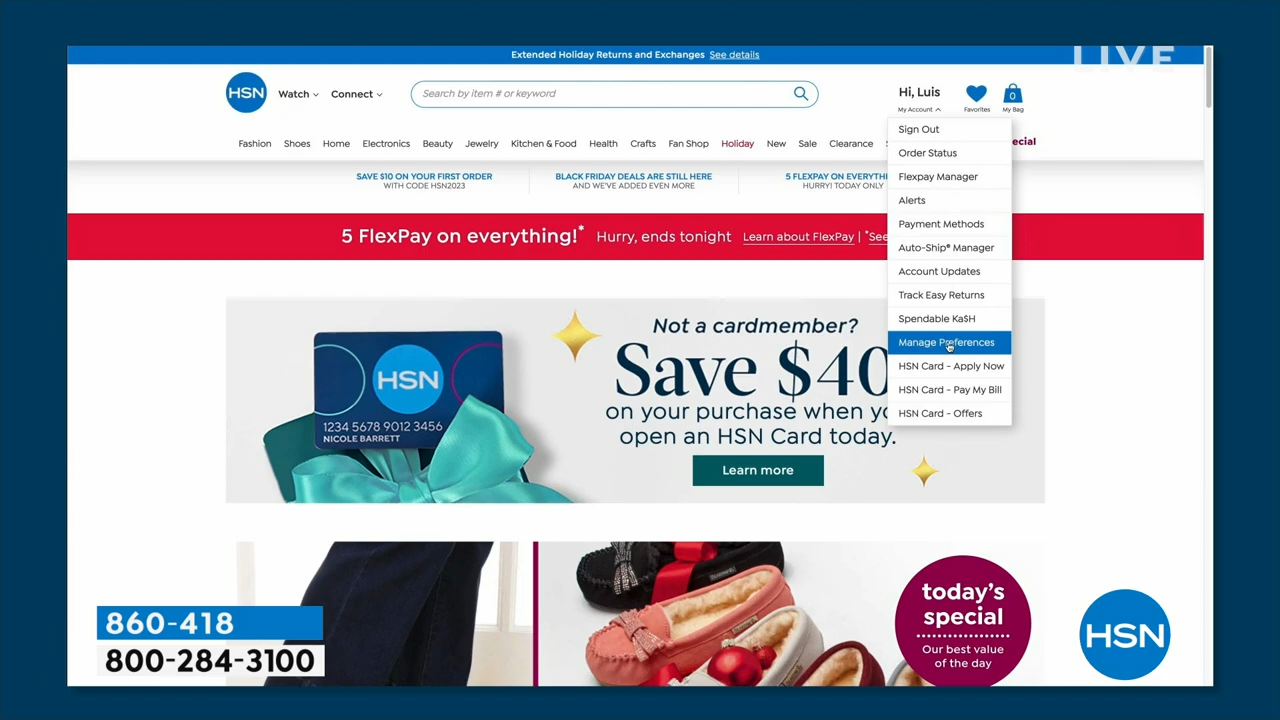 Extended Holiday Returns and Exchanges See details
LIVE
HSN
Watch
Connect
Search by item # or keyword
Hi, Luis
My Account
Favorites
0
My Bag
Fashion Shoes Home Electronics Beauty Jewelry Kitchen & Food Health Crafts Fan Shop Holiday New Sale Clearance
ecial
SAVE $10 ON YOUR FIRST ORDER
WITH CODE HSN2023
BLACK FRIDAY DEALS ARE STILL HERE
AND WE'VE ADDED EVEN MORE
5 FLEXPAY ON EVERYTHI
HURRY! TODAY ONLY
5 FlexPay on everything!* Hurry, ends tonight Learn about FlexPay | *See
Sign Out
Order Status
Flexpay Manager
Alerts
Payment Methods
Auto-Ship® Manager
Account Updates
Track Easy Returns
Spendable Ka$H
Manage Preferences
HSN Card - Apply Now
HSN Card - Pay My Bill
HSN Card - Offers
Not a cardmember?
Save $40
on your purchase when yo
open an HSN Card today.
Learn more
HSN
1234 5678 9012 3456
NICOLE BARRETT
today's
special
Our best value
of the day
860-418
800-284-3100
HSN